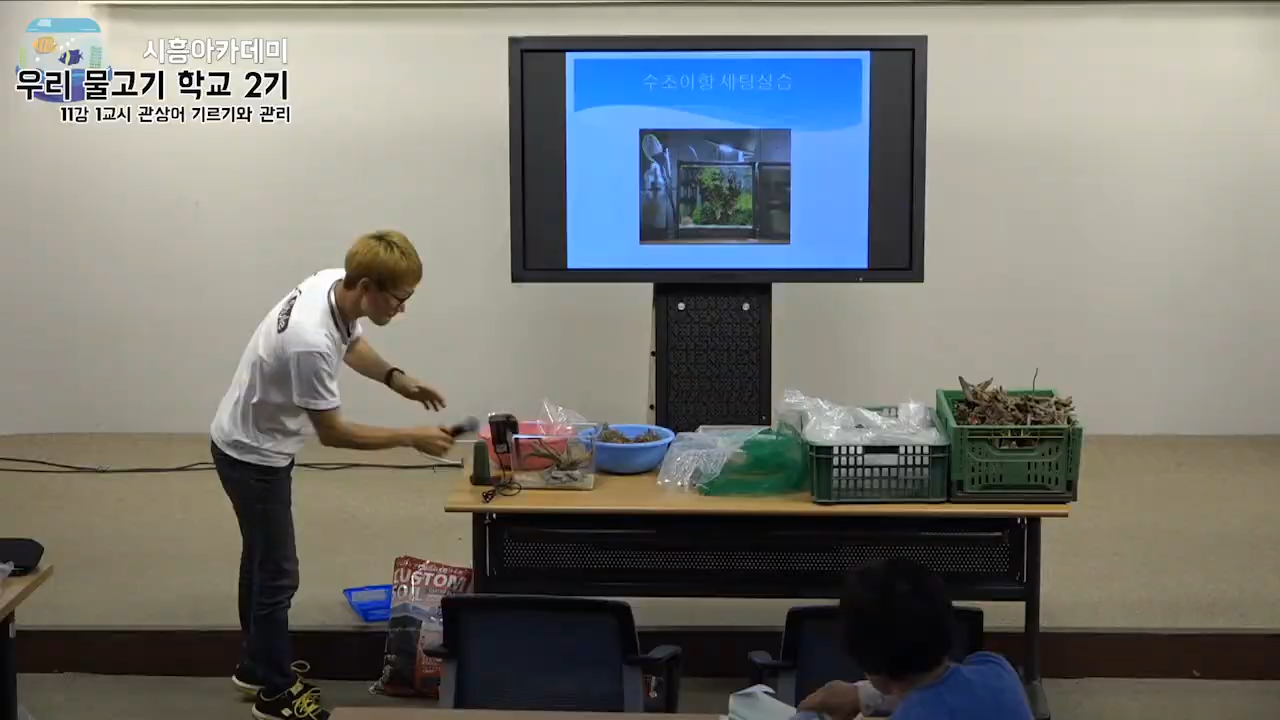 시흥아카데미
우리 물고기 학교 2기
11강 1교시 관상어 기르기와 관리
수조이항 세팅실습
CUSTOM
SOIL